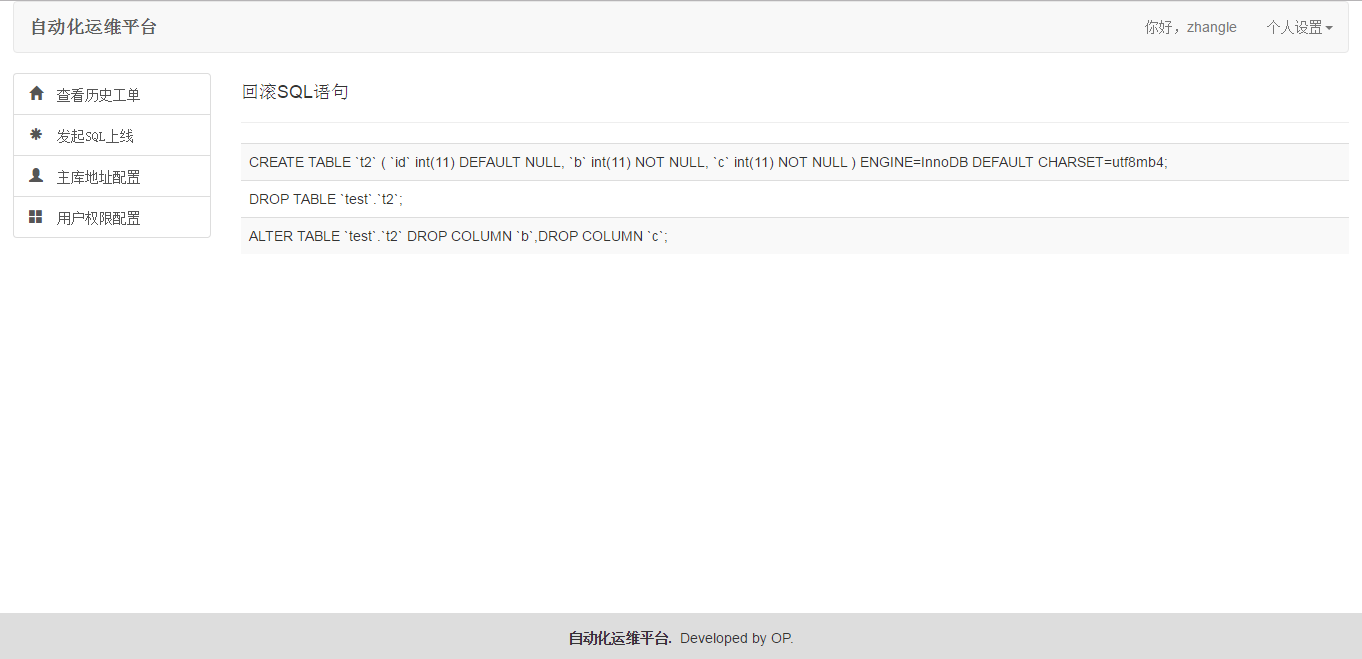 自动化运维平台
你好，zhangle 个人设置
查看历史工单
发起SQL上线
主库地址配置
用户权限配置
回滚SQL语句
CREATE TABLE `t2` ( `id` int(11) DEFAULT NULL, `b` int(11) NOT NULL, `c` int(11) NOT NULL ) ENGINE=InnoDB DEFAULT CHARSET=utf8mb4;
DROP TABLE `test`.`t2`;
ALTER TABLE `test`.`t2` DROP COLUMN `b`,DROP COLUMN `c`;
自动化运维平台. Developed by OP.